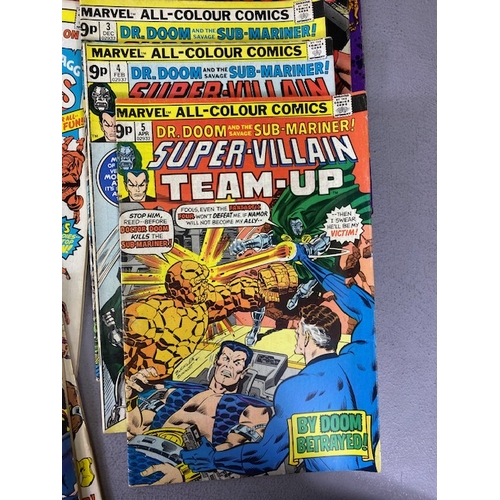 MARVEL ALL-COLOUR COMICS
9p
3
DEC
02937
DR. DOOM AND THE SAVAGE SUB-MARINER!
MARVEL ALL-COLOUR COMICS
9p
4
FEB
02937
DR. DOOM AND THE SAVAGE SUB-MARINER!
SUPER-VILLAIN
MARVEL ALL-COLOUR COMICS
9p
5
APR
02937
DR. DOOM AND THE SAVAGE SUB-MARINER!
SUPER-VILLAIN
TEAM-UP
STOP HIM,
REED--BEFORE
DOCTOR DOOM
KILLS THE
SUB-MARINER!
FOOLS, EVEN THE FANTASTIC
FOUR WON'T DEFEAT ME. IF NAMOR
WILL NOT BECOME MY ALLY--
--THEN
I SWEAR
HE'LL BE MY
VICTIM!
BY DOOM
BETRAYED!